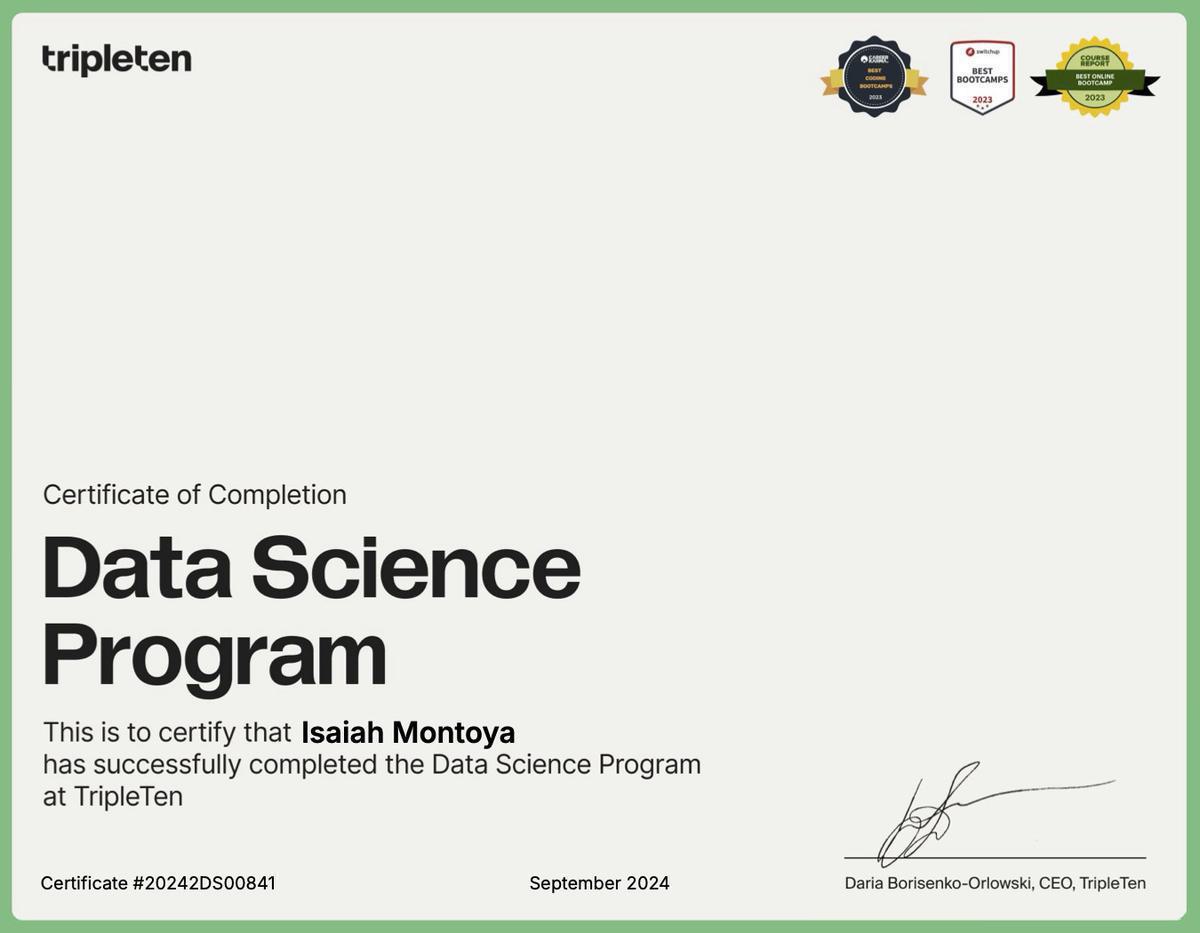 tripleten
CAREER KARMA
BEST
CODING
BOOTCAMPS
2023
switchup
BEST
BOOTCAMPS
2023
COURSE
REPORT
BEST ONLINE
BOOTCAMP
2023
Certificate of Completion
Data Science
Program
This is to certify that Isaiah Montoya
has successfully completed the Data Science Program
at TripleTen
Certificate #20242DS00841
September 2024
Daria Borisenko-Orlowski, CEO, TripleTen